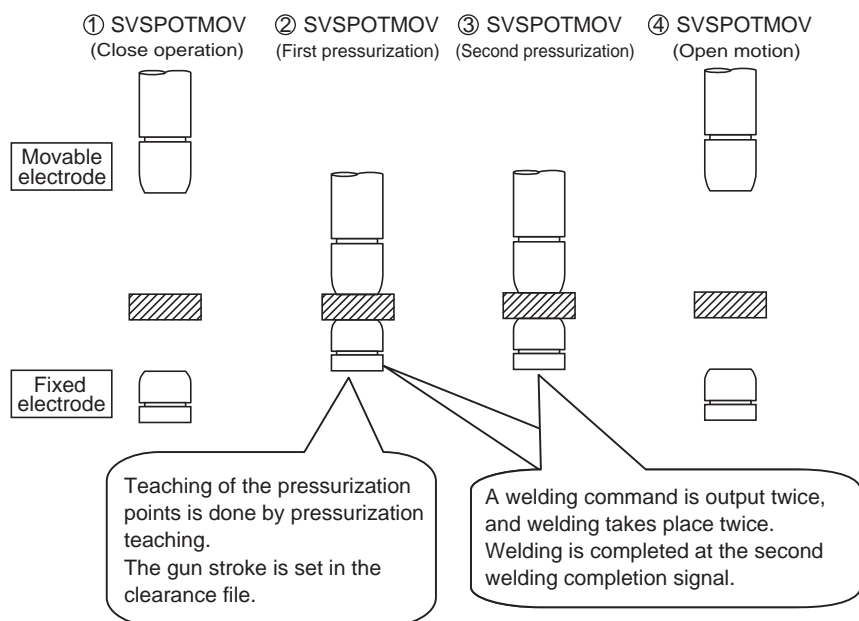 ① SVSPOTMOV
(Close operation)
② SVSPOTMOV
(First pressurization)
③ SVSPOTMOV
(Second pressurization)
④ SVSPOTMOV
(Open motion)
Movable
electrode
Fixed
electrode
Teaching of the pressurization
points is done by pressurization
teaching.
The gun stroke is set in the
clearance file.
A welding command is output twice,
and welding takes place twice.
Welding is completed at the second
welding completion signal.